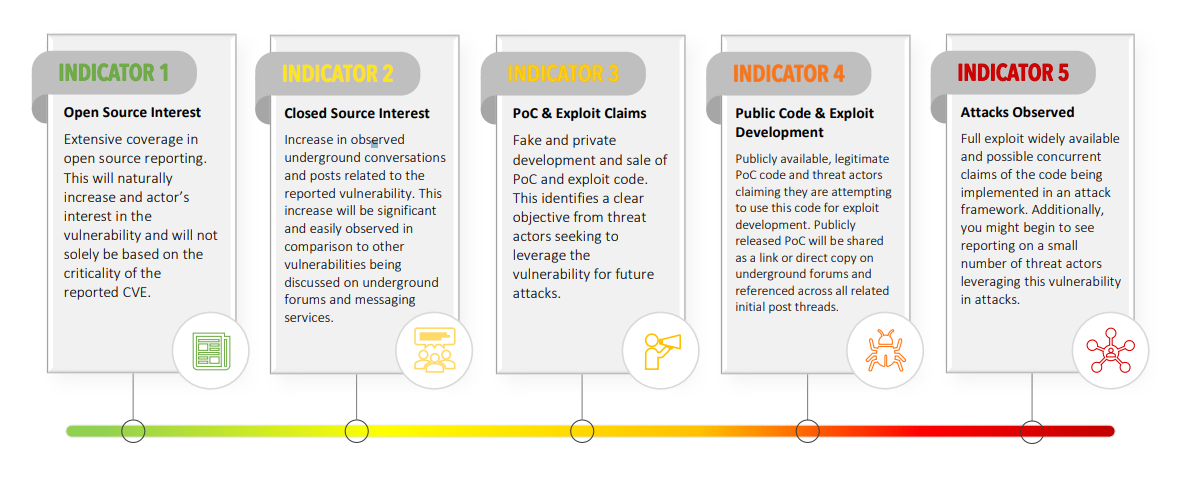 INDICATOR 1
Open Source Interest
Extensive coverage in
open source reporting.
This will naturally
increase and actor's
interest in the
vulnerability and will not
solely be based on the
criticality of the
reported CVE.
INDICATOR 2
Closed Source Interest
Increase in observed
underground conversations
and posts related to the
reported vulnerability. This
increase will be significant
and easily observed in
comparison to other
vulnerabilities being
discussed on underground
forums and messaging
services.
INDICATOR 3
PoC & Exploit Claims
Fake and private
development and sale of
PoC and exploit code.
This identifies a clear
objective from threat
actors seeking to
leverage the
vulnerability for future
attacks.
INDICATOR 4
Public Code & Exploit
Development
Publicly available, legitimate
PoC code and threat actors
claiming they are attempting
to use this code for exploit
development. Publicly
released PoC will be shared
as a link or direct copy on
underground forums and
referenced across all related
initial post threads.
INDICATOR 5
Attacks Observed
Full exploit widely available
and possible concurrent
claims of the code being
implemented in an attack
framework. Additionally,
you might begin to see
reporting on a small
number of threat actors
leveraging this vulnerability
in attacks.